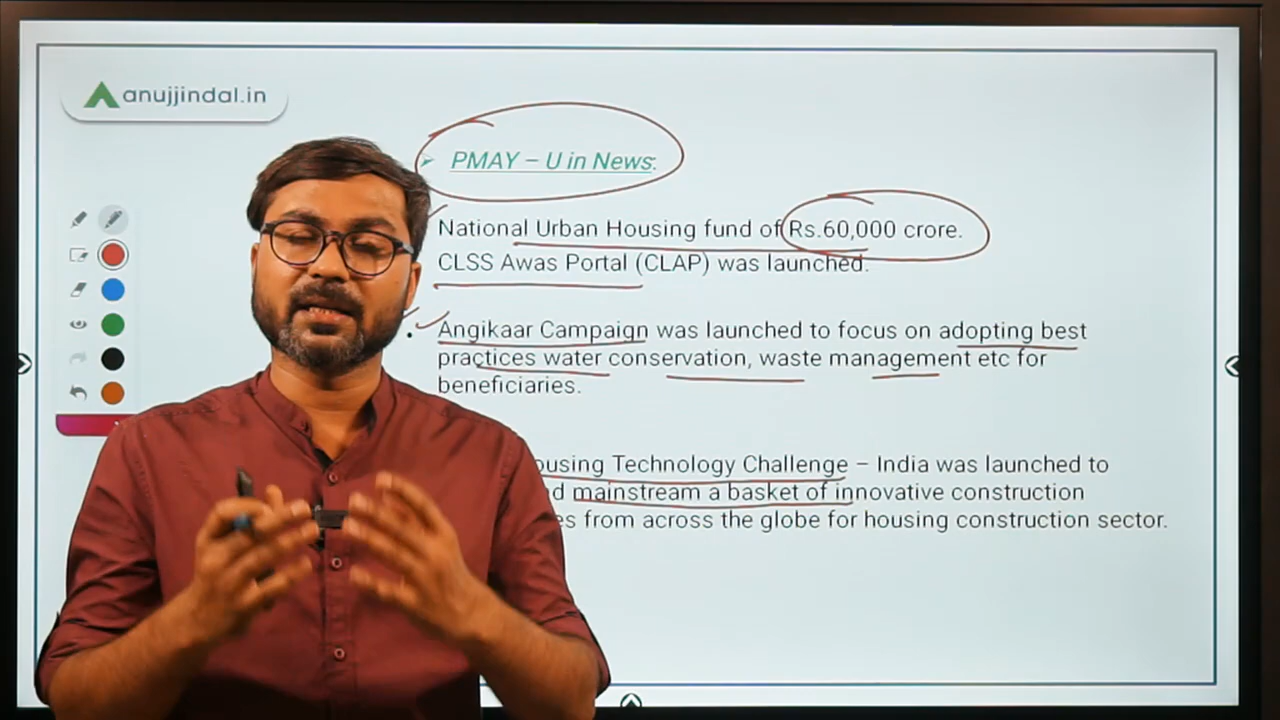 anujjindal.in
PMAY – U in News:
National Urban Housing fund of Rs.60,000 crore.
CLSS Awas Portal (CLAP) was launched.
Angikaar Campaign was launched to focus on adopting best
practices water conservation, waste management etc for
beneficiaries.
Technology Challenge – India was launched to
mainstream a basket of innovative construction
from across the globe for housing construction sector.